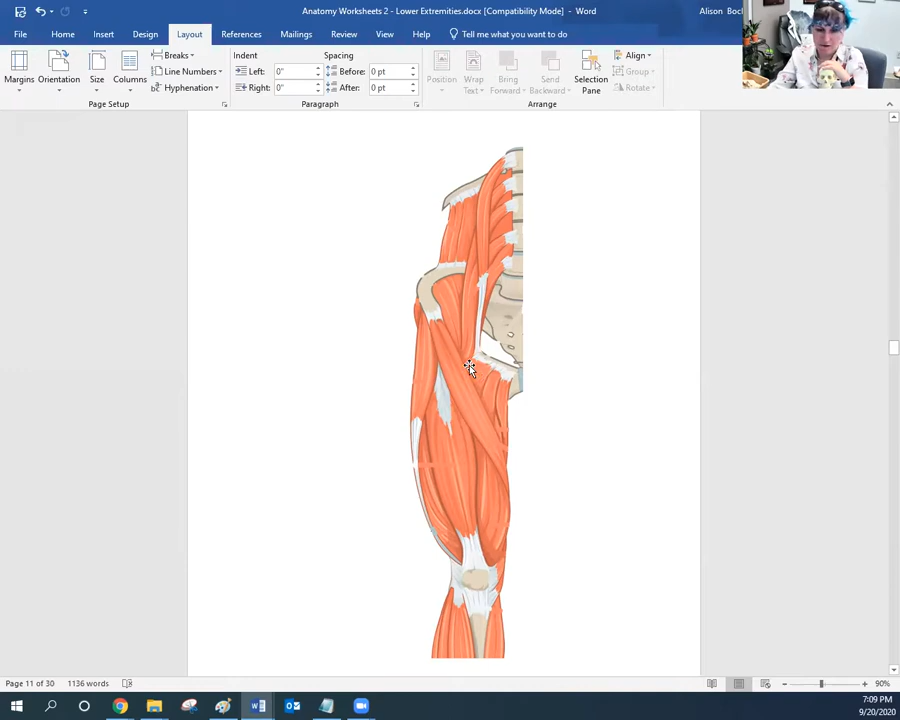 Anatomy Worksheets 2 - Lower Extremities.docx [Compatibility Mode] - Word
Alison Boc
File Home Insert Design Layout References Mailings Review View Help Tell me what you want to do
Margins Orientation Size Columns
Breaks
Line Numbers
Hyphenation
Page Setup
Indent
Left: 0"
Right: 0"
Spacing
Before: 0 pt
After: 0 pt
Paragraph
Position Wrap Text Bring Forward Send Backward Selection Pane
Align
Group
Rotate
Arrange
Page 11 of 30 1136 words
90%
7:09 PM
9/20/2020